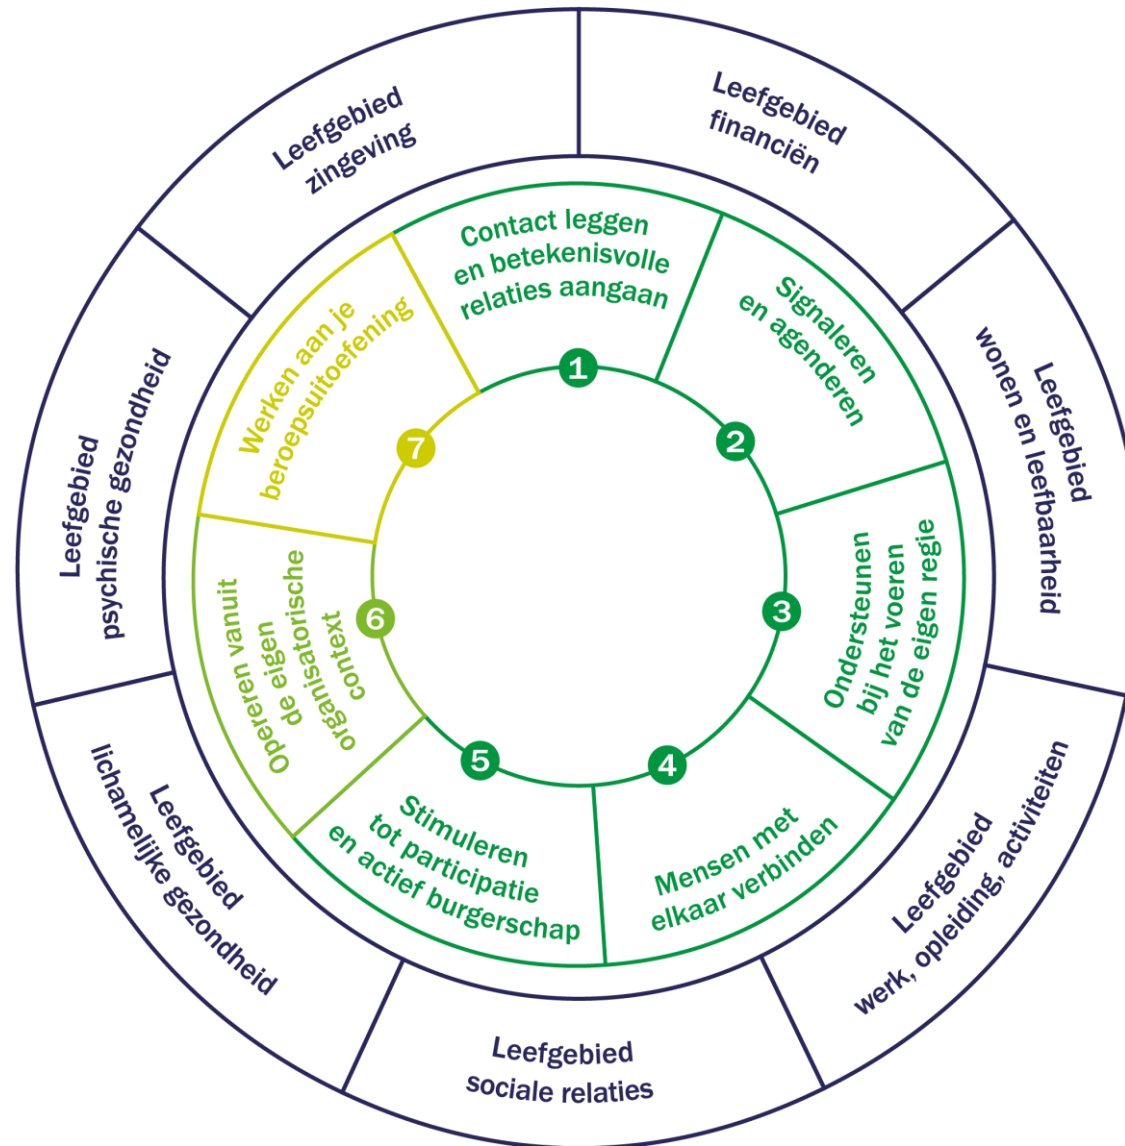 Leefgebied
financiën
Leefgebied
wonen en leefbaarheid
Leefgebied
werk, opleiding, activiteiten
Leefgebied
sociale relaties
Leefgebied
lichamelijke gezondheid
Leefgebied
psychische gezondheid
Leefgebied
zingeving
Contact leggen
en betekenisvolle
relaties aangaan
1
Signaleren
en agenderen
2
Ondersteunen
bij het voeren
van de eigen regie
3
Mensen met
elkaar verbinden
4
Stimuleren
tot participatie
en actief burgerschap
5
Opereren vanuit
de eigen
organisatorische
context
6
Werken aan je
beroepsuitoefening
7